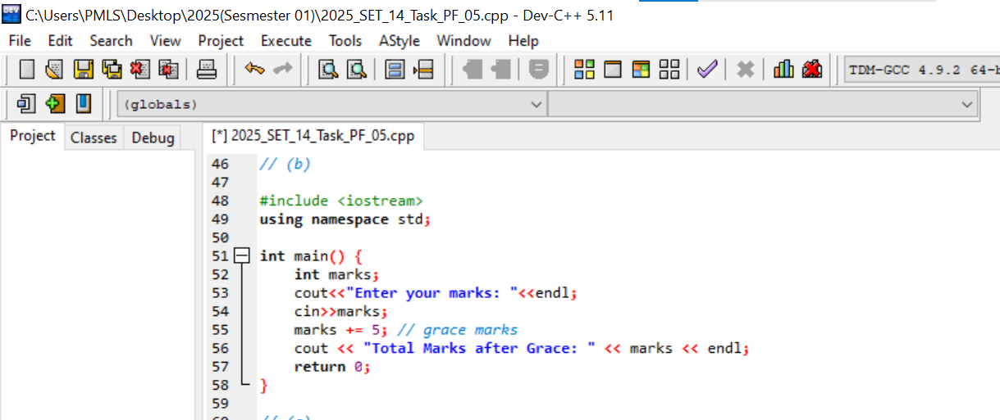 C:\Users\PMLS\Desktop\2025(Sesmester 01)\2025_SET_14_Task_PF_05.cpp - Dev-C++ 5.11
File Edit Search View Project Execute Tools AStyle Window Help
TDM-GCC 4.9.2 64-b
(globals)
Project Classes Debug [*] 2025_SET_14_Task_PF_05.cpp
46 // (b)
47
48 #include <iostream>
49 using namespace std;
50
51 int main() {
52 int marks;
53 cout<<"Enter your marks: "<<endl;
54 cin>>marks;
55 marks += 5; // grace marks
56 cout << "Total Marks after Grace: " << marks << endl;
57 return 0;
58 }
59